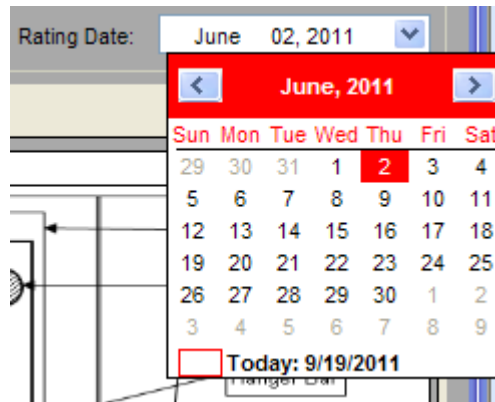 Rating Date: June 02, 2011
June, 2011
Sun Mon Tue Wed Thu Fri Sat
29 30 31 1 2 3 4
5 6 7 8 9 10 11
12 13 14 15 16 17 18
19 20 21 22 23 24 25
26 27 28 29 30 1 2
3 4 5 6 7 8 9
Today: 9/19/2011
Hanger Bar